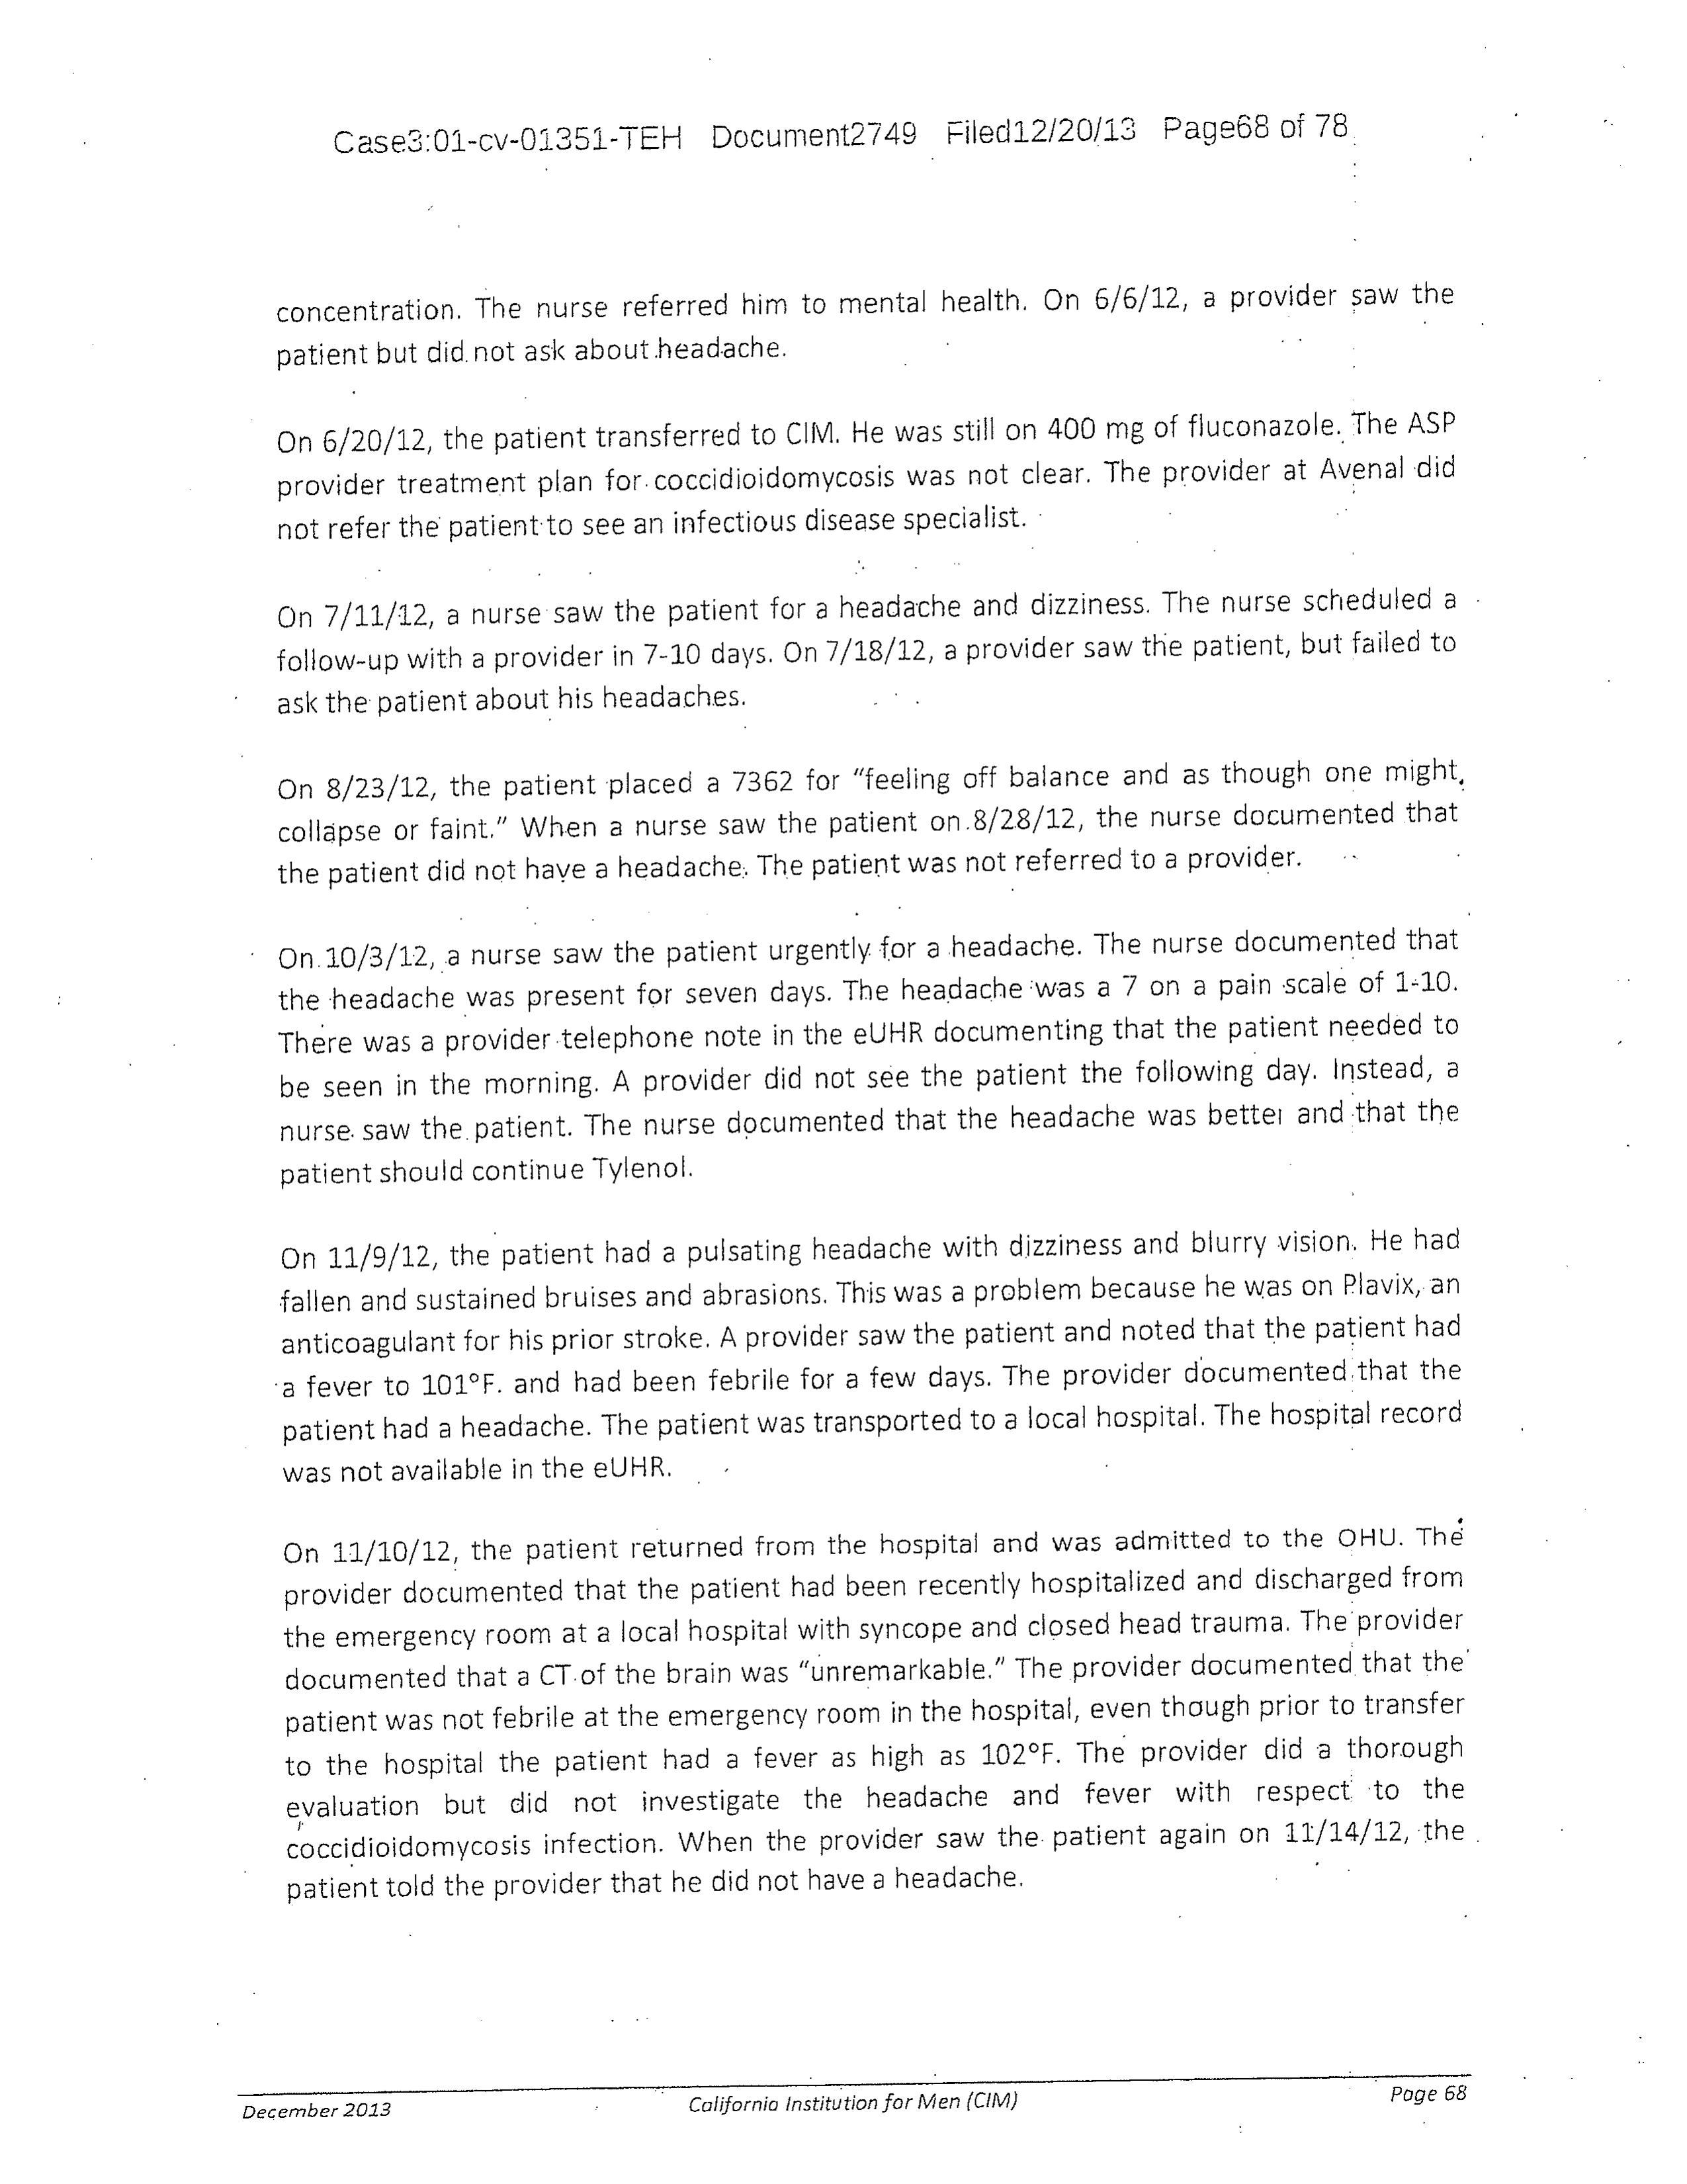 Case3:01-cv-01351-TEH Document2749 Filed12/20/13 Page68 of 78
concentration. The nurse referred him to mental health. On 6/6/12, a provider saw the
patient but did not ask about headache.
On 6/20/12, the patient transferred to CIM. He was still on 400 mg of fluconazole. The ASP
provider treatment plan for coccidioidomycosis was not clear. The provider at Avenal did
not refer the patient to see an infectious disease specialist.
On 7/11/12, a nurse saw the patient for a headache and dizziness. The nurse scheduled a
follow-up with a provider in 7-10 days. On 7/18/12, a provider saw the patient, but failed to
ask the patient about his headaches.
On 8/23/12, the patient placed a 7362 for “feeling off balance and as though one might
collapse or faint.” When a nurse saw the patient on 8/28/12, the nurse documented that
the patient did not have a headache. The patient was not referred to a provider.
On 10/3/12, a nurse saw the patient urgently for a headache. The nurse documented that
the headache was present for seven days. The headache was a 7 on a pain scale of 1-10.
There was a provider telephone note in the eUHR documenting that the patient needed to
be seen in the morning. A provider did not see the patient the following day. Instead, a
nurse saw the patient. The nurse documented that the headache was better and that the
patient should continue Tylenol.
On 11/9/12, the patient had a pulsating headache with dizziness and blurry vision. He had
fallen and sustained bruises and abrasions. This was a problem because he was on Plavix, an
anticoagulant for his prior stroke. A provider saw the patient and noted that the patient had
a fever to 101°F. and had been febrile for a few days. The provider documented that the
patient had a headache. The patient was transported to a local hospital. The hospital record
was not available in the eUHR.
On 11/10/12, the patient returned from the hospital and was admitted to the OHU. The
provider documented that the patient had been recently hospitalized and discharged from
the emergency room at a local hospital with syncope and closed head trauma. The provider
documented that a CT of the brain was “unremarkable.” The provider documented that the
patient was not febrile at the emergency room in the hospital, even though prior to transfer
to the hospital the patient had a fever as high as 102°F. The provider did a thorough
evaluation but did not investigate the headache and fever with respect to the
coccidioidomycosis infection. When the provider saw the patient again on 11/14/12, the
patient told the provider that he did not have a headache.
December 2013 California Institution for Men (CIM) Page 68